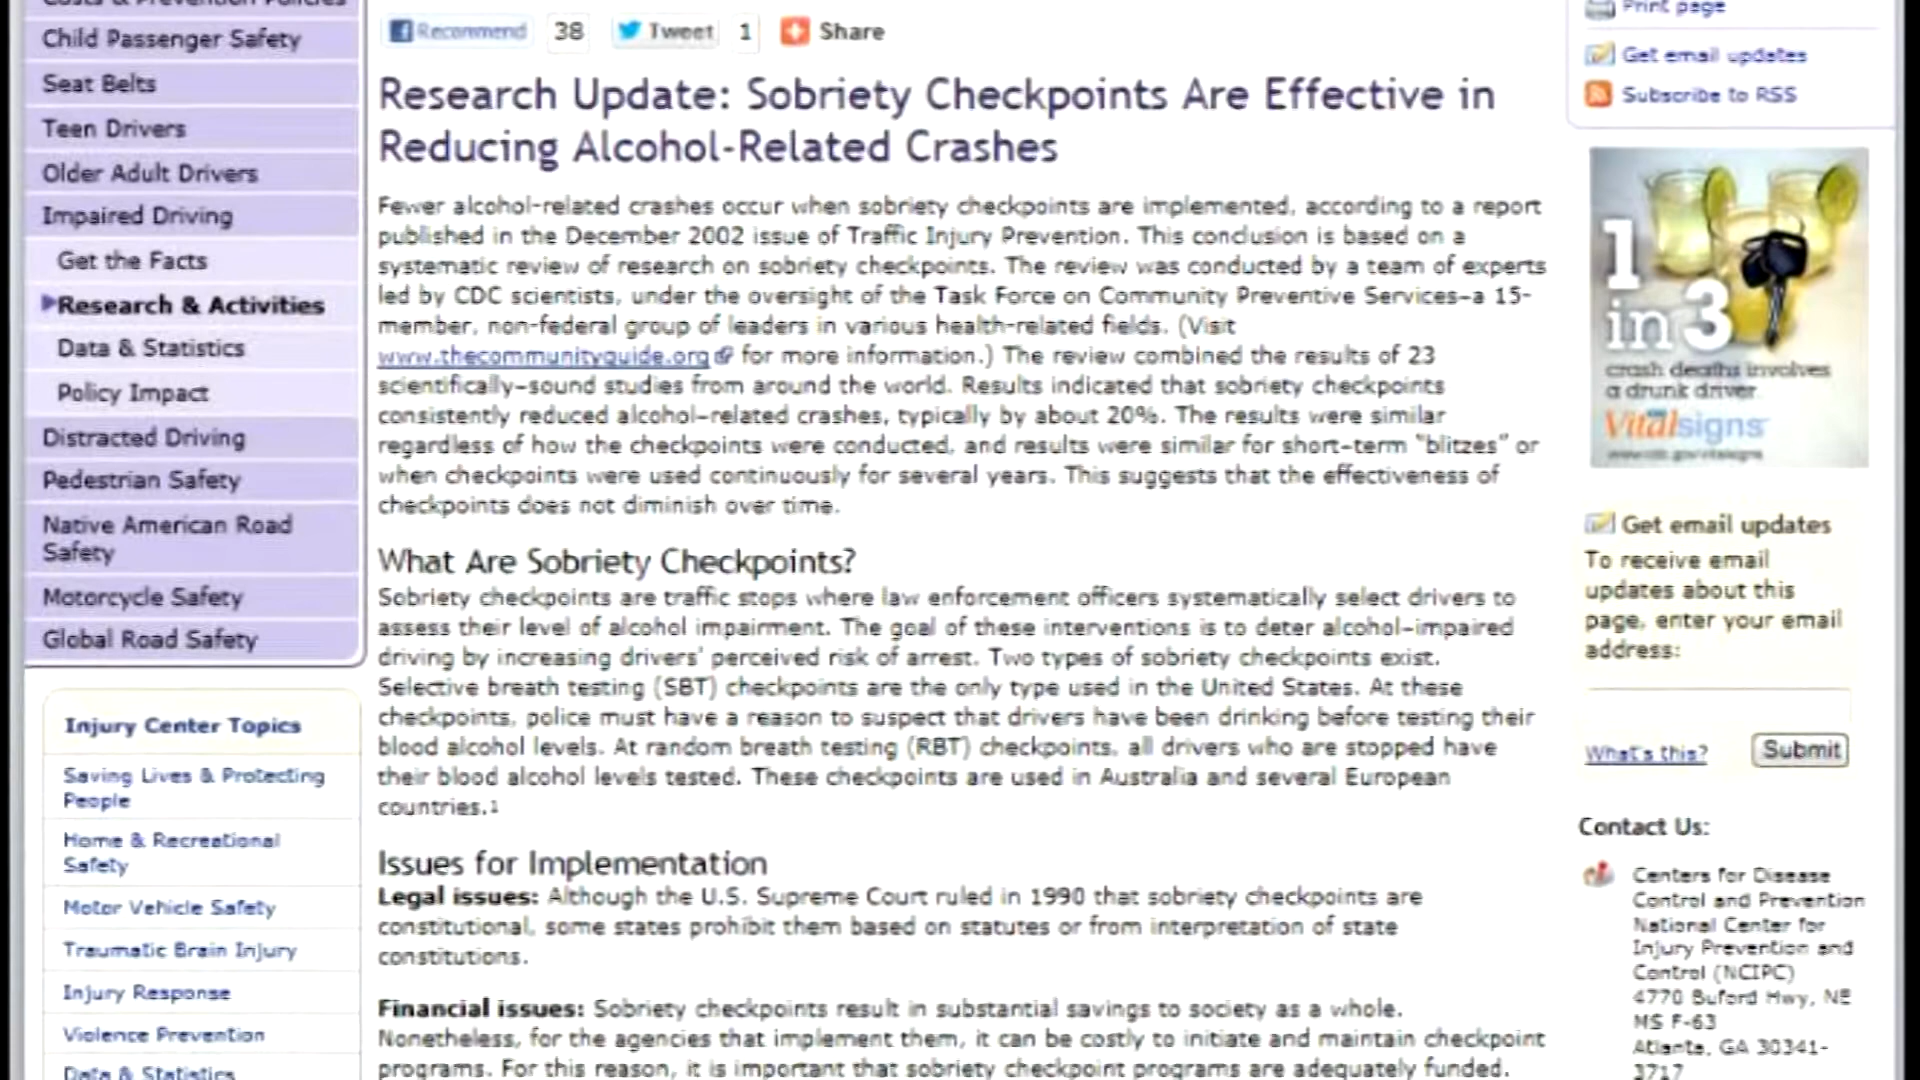 Costs & Prevention Policies
Child Passenger Safety
Seat Belts
Teen Drivers
Older Adult Drivers
Impaired Driving
Get the Facts
Research & Activities
Data & Statistics
Policy Impact
Distracted Driving
Pedestrian Safety
Native American Road
Safety
Motorcycle Safety
Global Road Safety
Injury Center Topics
Saving Lives & Protecting
People
Home & Recreational
Safety
Motor Vehicle Safety
Traumatic Brain Injury
Injury Response
Violence Prevention
Data & Statistics
Recommend 38 Tweet 1 Share
Research Update: Sobriety Checkpoints Are Effective in
Reducing Alcohol-Related Crashes
Fewer alcohol-related crashes occur when sobriety checkpoints are implemented, according to a report
published in the December 2002 issue of Traffic Injury Prevention. This conclusion is based on a
systematic review of research on sobriety checkpoints. The review was conducted by a team of experts
led by CDC scientists, under the oversight of the Task Force on Community Preventive Services–a 15-
member, non-federal group of leaders in various health-related fields. (Visit
www.thecommunityguide.org for more information.) The review combined the results of 23
scientifically-sound studies from around the world. Results indicated that sobriety checkpoints
consistently reduced alcohol-related crashes, typically by about 20%. The results were similar
regardless of how the checkpoints were conducted, and results were similar for short-term "blitzes" or
when checkpoints were used continuously for several years. This suggests that the effectiveness of
checkpoints does not diminish over time.
What Are Sobriety Checkpoints?
Sobriety checkpoints are traffic stops where law enforcement officers systematically select drivers to
assess their level of alcohol impairment. The goal of these interventions is to deter alcohol-impaired
driving by increasing drivers' perceived risk of arrest. Two types of sobriety checkpoints exist.
Selective breath testing (SBT) checkpoints are the only type used in the United States. At these
checkpoints, police must have a reason to suspect that drivers have been drinking before testing their
blood alcohol levels. At random breath testing (RBT) checkpoints, all drivers who are stopped have
their blood alcohol levels tested. These checkpoints are used in Australia and several European
countries.1
Issues for Implementation
Legal issues: Although the U.S. Supreme Court ruled in 1990 that sobriety checkpoints are
constitutional, some states prohibit them based on statutes or from interpretation of state
constitutions.
Financial issues: Sobriety checkpoints result in substantial savings to society as a whole.
Nonetheless, for the agencies that implement them, it can be costly to initiate and maintain checkpoint
programs. For this reason, it is important that sobriety checkpoint programs are adequately funded.
Print page
Get email updates
Subscribe to RSS
1
in 3
crash deaths involves
a drunk driver
Vitalsigns
www.cdc.gov/vitalsigns
Get email updates
To receive email
updates about this
page, enter your email
address:
What's this? Submit
Contact Us:
Centers for Disease
Control and Prevention
National Center for
Injury Prevention and
Control (NCIPC)
4770 Buford Hwy, NE
MS F-63
Atlanta, GA 30341-
3717